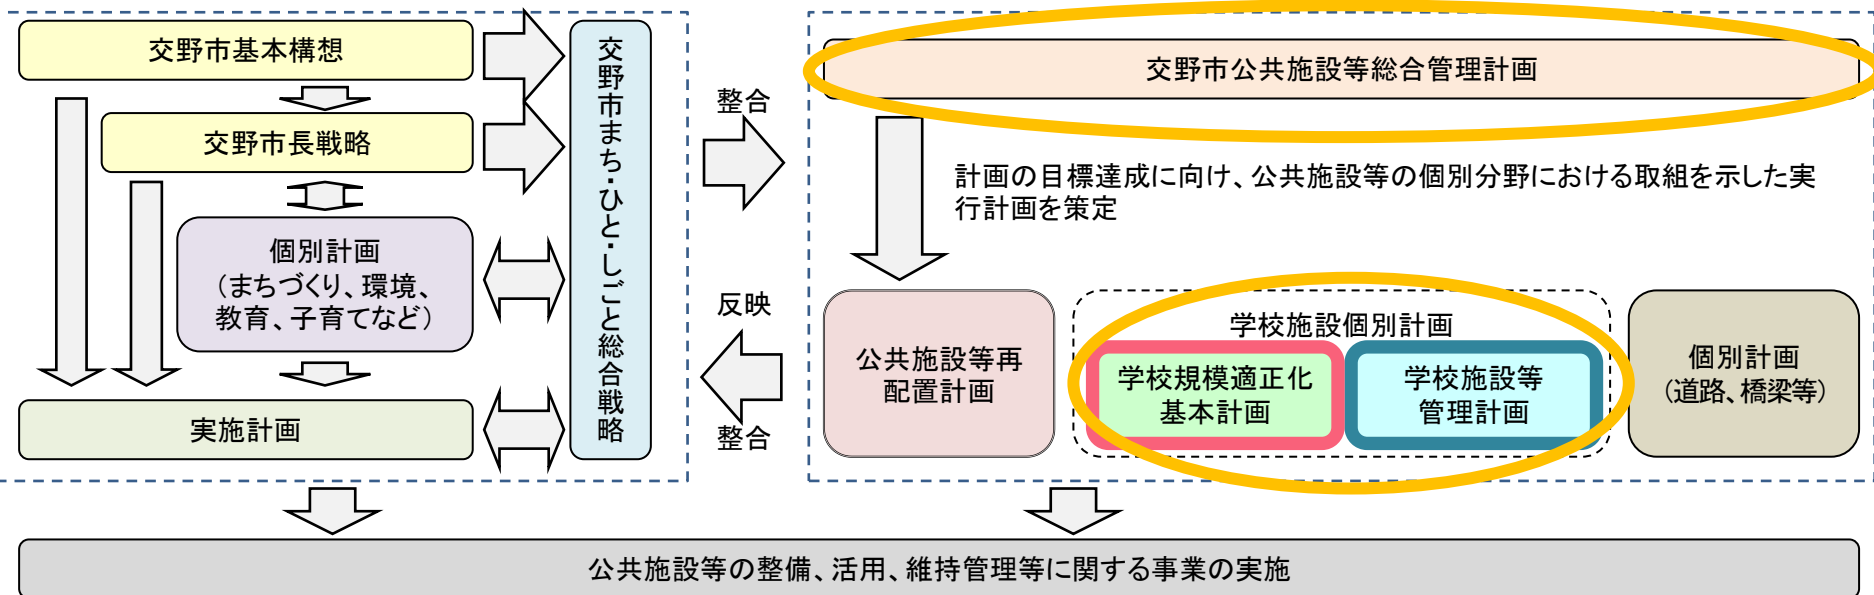 交野市基本構想
交野市長戦略
個別計画
（まちづくり、環境、
教育、子育てなど）
実施計画
交野市まち・ひと・しごと総合戦略
整合
反映
整合
交野市公共施設等総合管理計画
計画の目標達成に向け、公共施設等の個別分野における取組を示した実
行計画を策定
公共施設等再
配置計画
学校施設個別計画
学校規模適正化
基本計画
学校施設等
管理計画
個別計画
（道路、橋梁等）
公共施設等の整備、活用、維持管理等に関する事業の実施